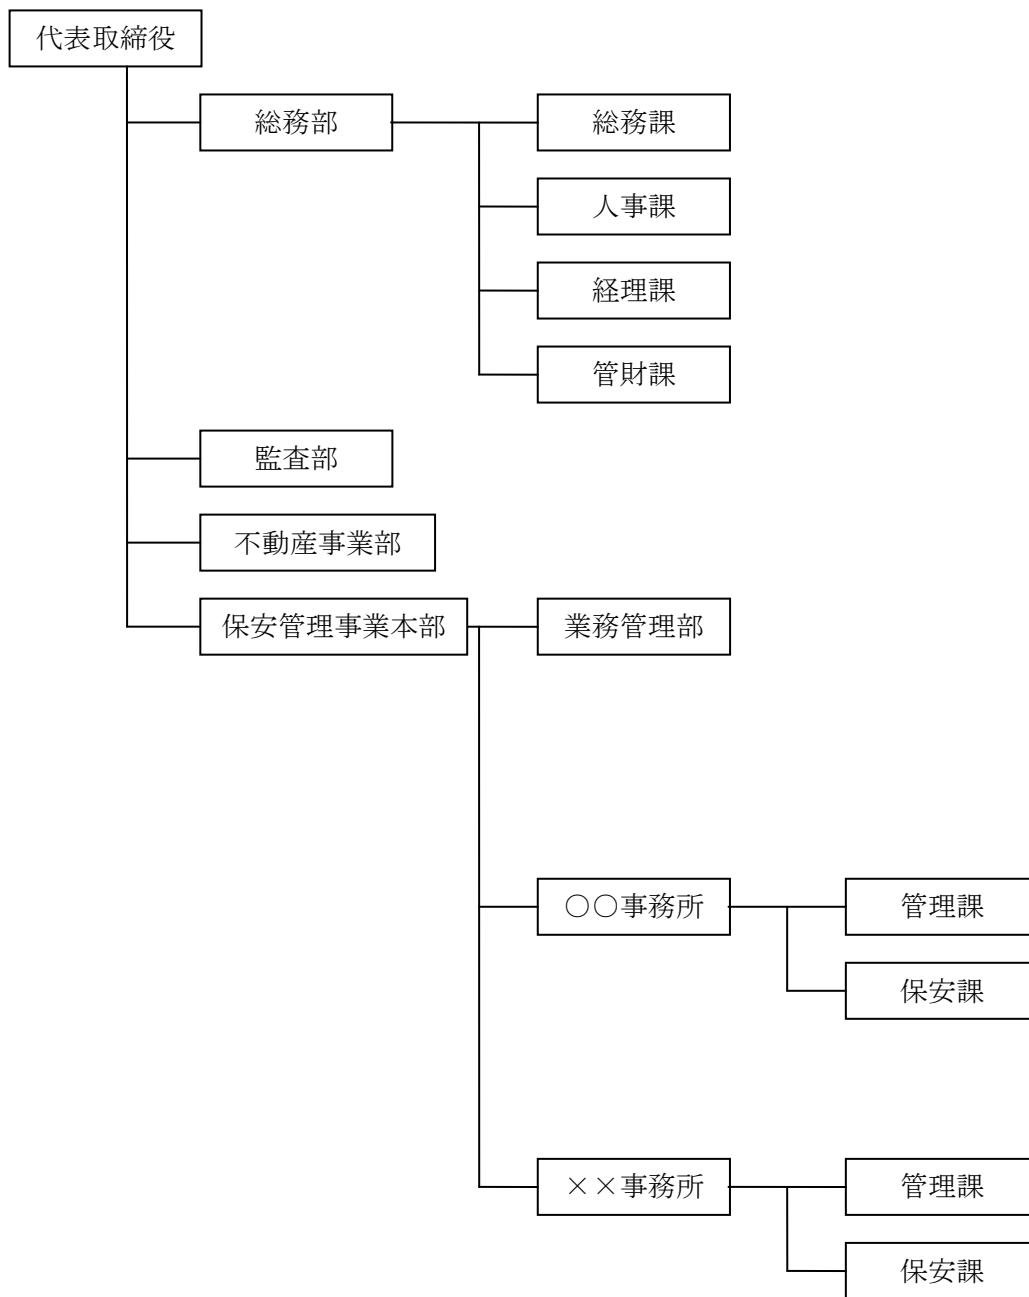 代表取締役
総務部
総務課
人事課
経理課
管財課
監査部
不動産事業部
保安管理事業本部
業務管理部
〇〇事務所
管理課
保安課
××事務所
管理課
保安課